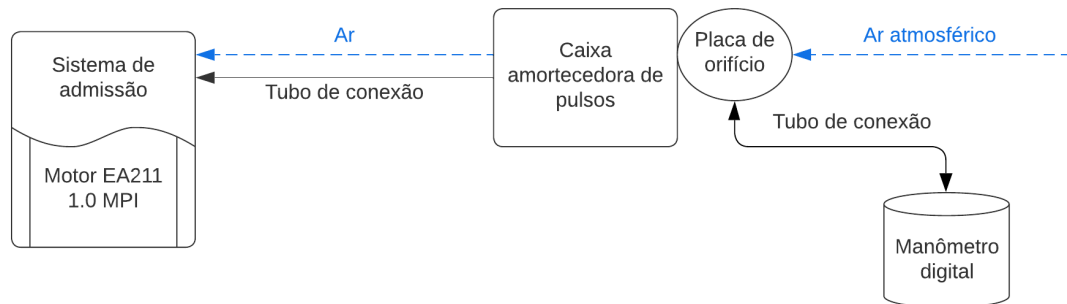 Sistema de
admissão
Motor EA211
1.0 MPI
Ar
Tubo de conexão
Caixa
amortecedora de
pulsos
Placa de
orifício
Ar atmosférico
Tubo de conexão
Manômetro
digital